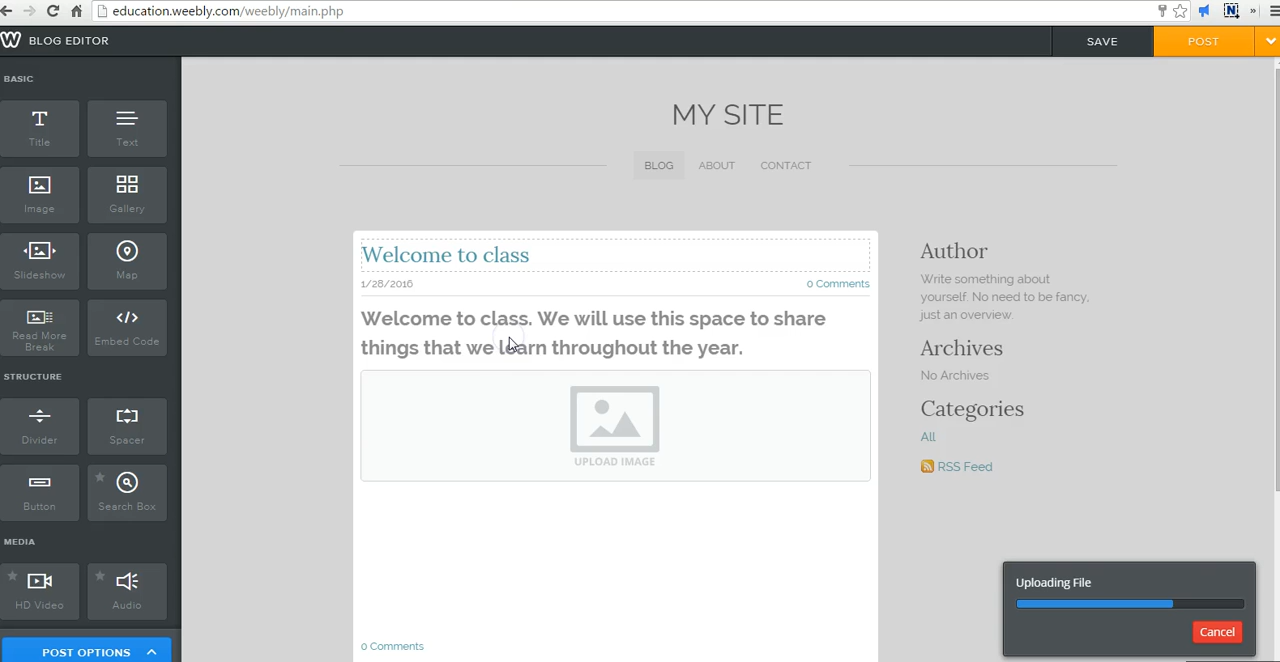 education.weebly.com/weebly/main.php
N
»
W BLOG EDITOR
SAVE
POST
BASIC
T
Title
Text
Image
Gallery
Slideshow
Map
Read More
Break
Embed Code
STRUCTURE
Divider
Spacer
Button
Search Box
MEDIA
HD Video
Audio
POST OPTIONS
MY SITE
BLOG
ABOUT
CONTACT
Welcome to class
1/28/2016
0 Comments
Welcome to class. We will use this space to share
things that we learn throughout the year.
UPLOAD IMAGE
0 Comments
Author
Write something about
yourself. No need to be fancy,
just an overview.
Archives
No Archives
Categories
All
RSS Feed
Uploading File
Cancel